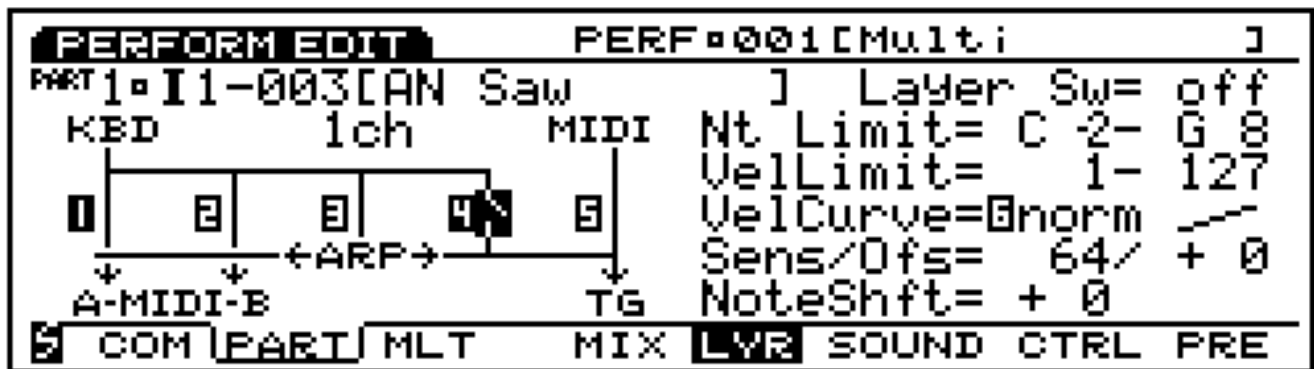 PERFORM EDIT PERF:001[Multi ]
PART1:I1-003[AN Saw ] Layer Sw= off
KBD 1ch MIDI Nt Limit= C -2- G 8
VelLimit= 1- 127
1 2 3 4 5 VelCurve=Gnorm
←ARP→ Sens/Ofs= 64/ + 0
A-MIDI-B TG NoteShft= + 0
S COM PART MLT MIX LYR SOUND CTRL PRE